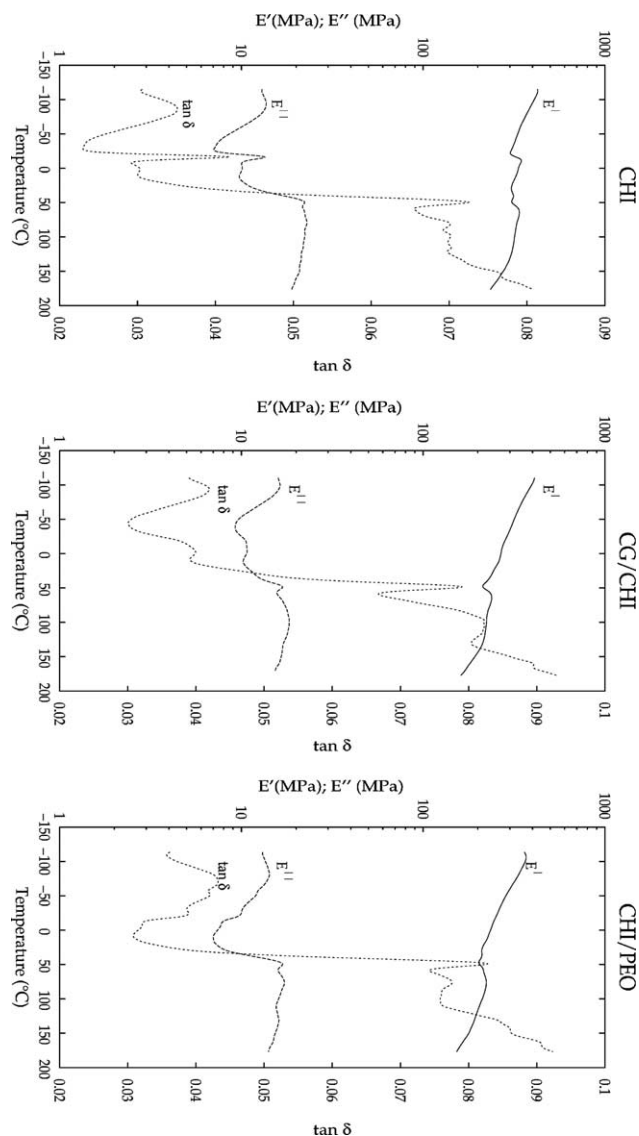 CHI
E′(MPa); E′′ (MPa)
1 10 100 1000
−150
−100
−50
0
50
100
150
200
Temperature (°C)
tan δ
E′′
E′
0.02 0.03 0.04 0.05 0.06 0.07 0.08 0.09
tan δ
CG/CHI
E′(MPa); E′′ (MPa)
1 10 100 1000
−150
−100
−50
0
50
100
150
200
Temperature (°C)
tan δ
E′′
E′
0.02 0.03 0.04 0.05 0.06 0.07 0.08 0.09 0.1
tan δ
CHI/PEO
E′(MPa); E′′ (MPa)
1 10 100 1000
−150
−100
−50
0
50
100
150
200
Temperature (°C)
tan δ
E′′
E′
0.02 0.03 0.04 0.05 0.06 0.07 0.08 0.09 0.1
tan δ